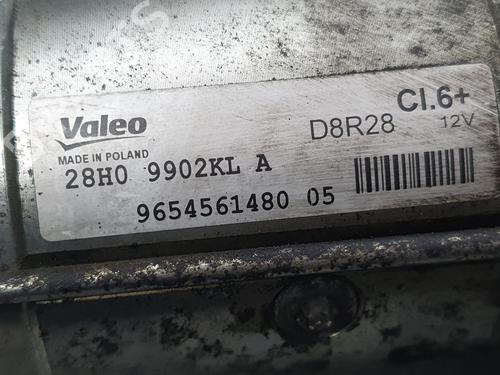 Valeo
Cl.6+
D8R28
12V
MADE IN POLAND
28H0 9902KL A
9654561480 05